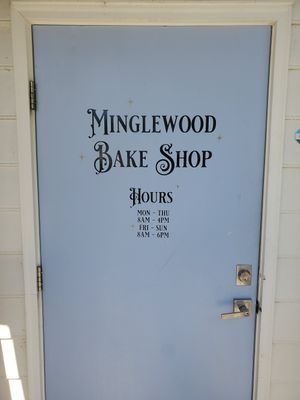 Minglewood
Bake Shop
Hours
Mon - Thu
8am - 4pm
Fri - Sun
8am - 6pm